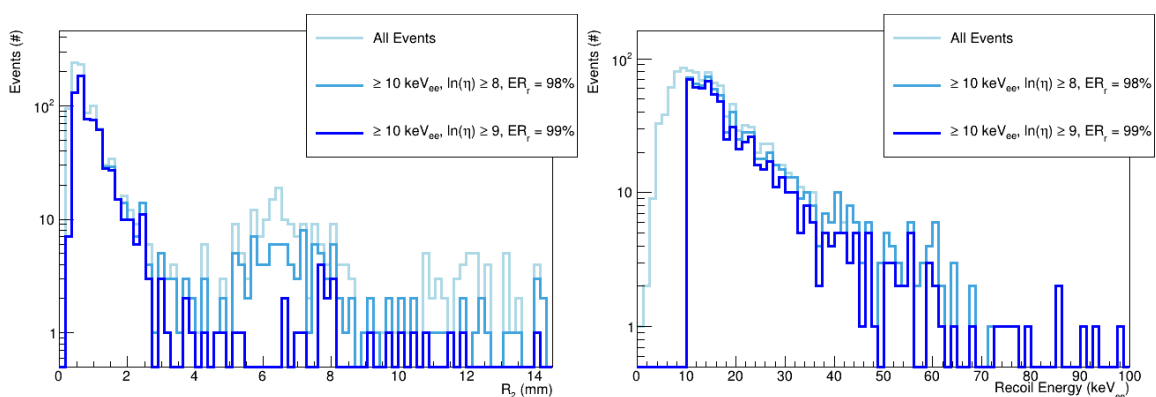 Events (#)
All Events
≥ 10 keVee, ln(η) ≥ 8, ERr = 98%
≥ 10 keVee, ln(η) ≥ 9, ERr = 99%
10²
10
1
0 2 4 6 8 10 12 14
R2 (mm)
Events (#)
All Events
≥ 10 keVee, ln(η) ≥ 8, ERr = 98%
≥ 10 keVee, ln(η) ≥ 9, ERr = 99%
10²
10
1
0 10 20 30 40 50 60 70 80 90 100
Recoil Energy (keVee)